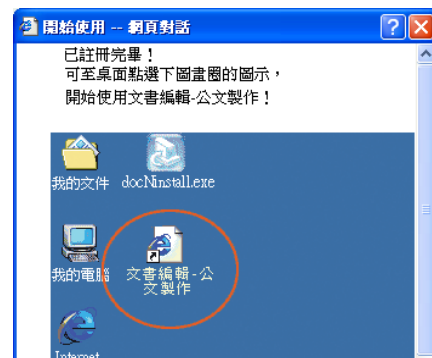 開始使用 -- 網頁對話
已註冊完畢！
可至桌面點選下圖畫圈的圖示，
開始使用文書編輯-公文製作！
我的文件 docNinstall.exe
我的電腦 文書編輯-公
文製作
Internet